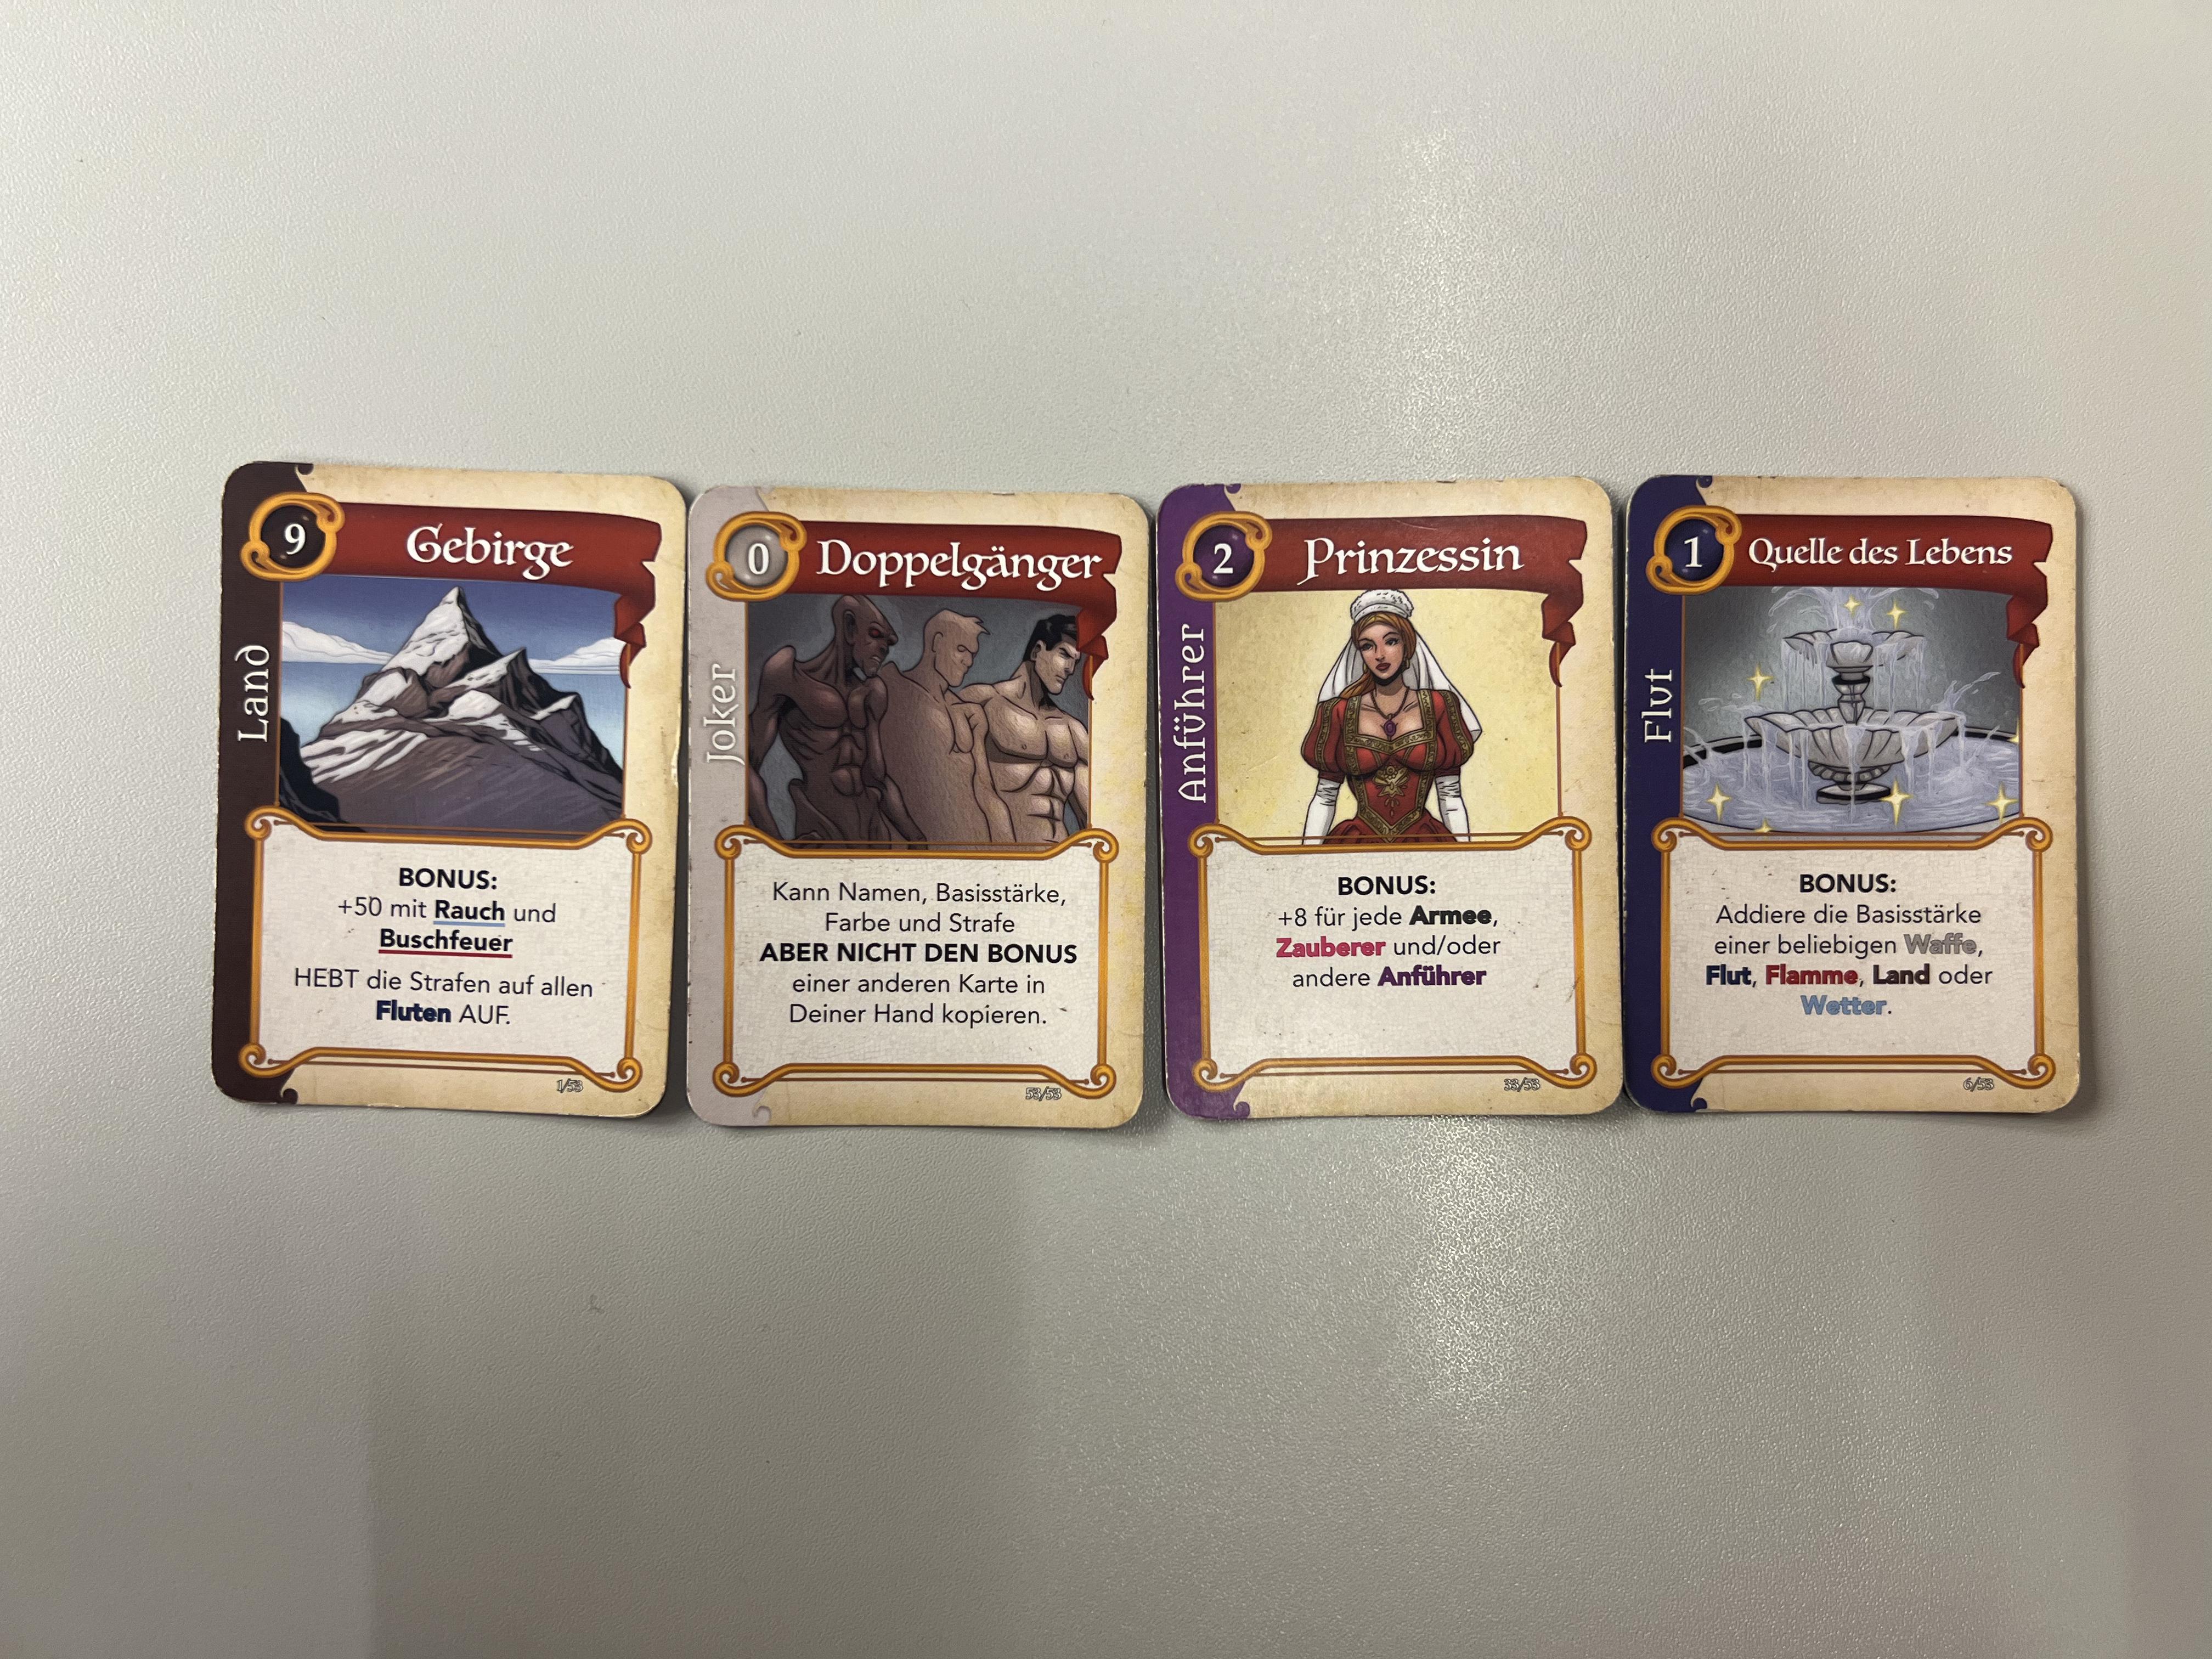 9
Gebirge
Land
BONUS:
+50 mit Rauch und
Buschfeuer
HEBT die Strafen auf allen
Fluten AUF.
1/53
0
Doppelgänger
Joker
Kann Namen, Basisstärke,
Farbe und Strafe
ABER NICHT DEN BONUS
einer anderen Karte in
Deiner Hand kopieren.
53/53
2
Prinzessin
Anführer
BONUS:
+8 für jede Armee,
Zauberer und/oder
andere Anführer
33/53
1
Quelle des Lebens
Flut
BONUS:
Addiere die Basisstärke
einer beliebigen Waffe,
Flut, Flamme, Land oder
Wetter.
6/53